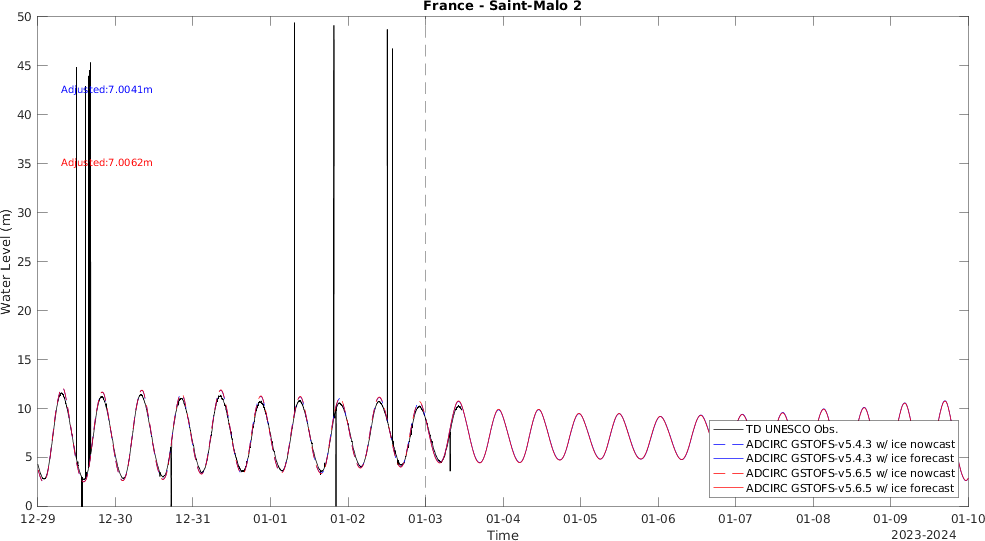 France - Saint-Malo 2
50
45
40
35
30
25
20
15
10
5
0
Water Level (m)
Adjusted:7.0041m
Adjusted:7.0062m
TD UNESCO Obs.
ADCIRC GSTOFS-v5.4.3 w/ ice nowcast
ADCIRC GSTOFS-v5.4.3 w/ ice forecast
ADCIRC GSTOFS-v5.6.5 w/ ice nowcast
ADCIRC GSTOFS-v5.6.5 w/ ice forecast
12-29 12-30 12-31 01-01 01-02 01-03 01-04 01-05 01-06 01-07 01-08 01-09 01-10
Time
2023-2024